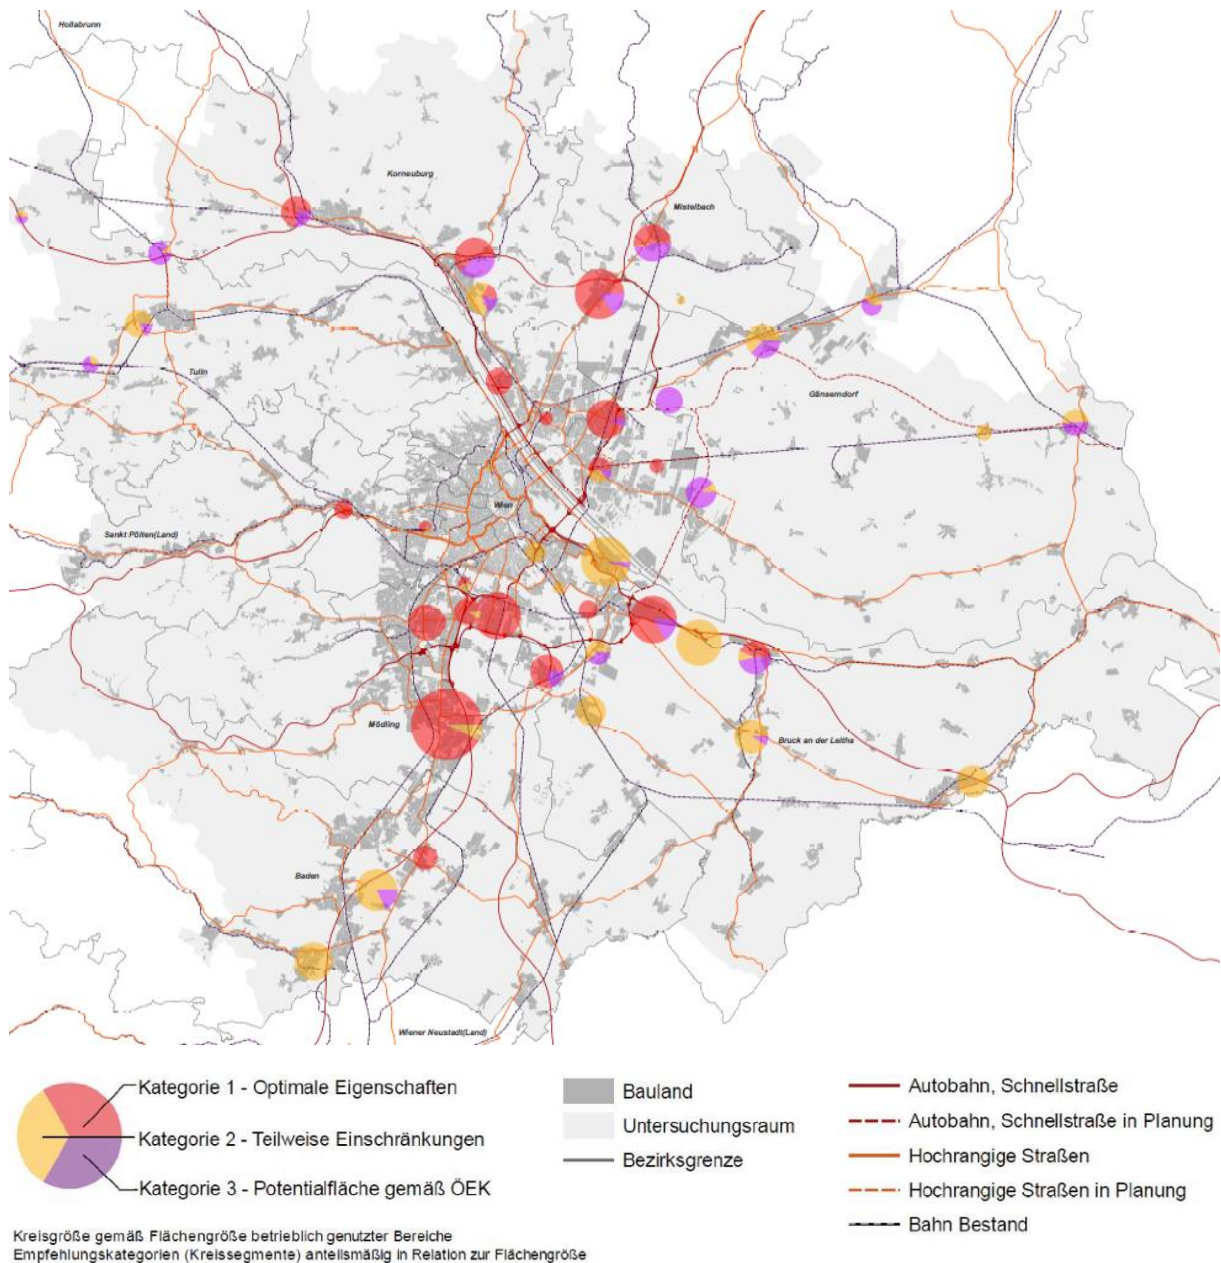 Hollabrunn
Korneuburg
Mistelbach
Tulln
Gänserndorf
Wien
Sankt Pölten(Land)
Mödling
Bruck an der Leitha
Baden
Wiener Neustadt(Land)
Kategorie 1 - Optimale Eigenschaften
Kategorie 2 - Teilweise Einschränkungen
Kategorie 3 - Potentialfläche gemäß ÖEK
Bauland
Untersuchungsraum
Bezirksgrenze
Autobahn, Schnellstraße
Autobahn, Schnellstraße in Planung
Hochrangige Straßen
Hochrangige Straßen in Planung
Bahn Bestand
Kreisgröße gemäß Flächengröße betrieblich genutzter Bereiche
Empfehlungskategorien (Kreissegmente) anteilsmäßig in Relation zur Flächengröße